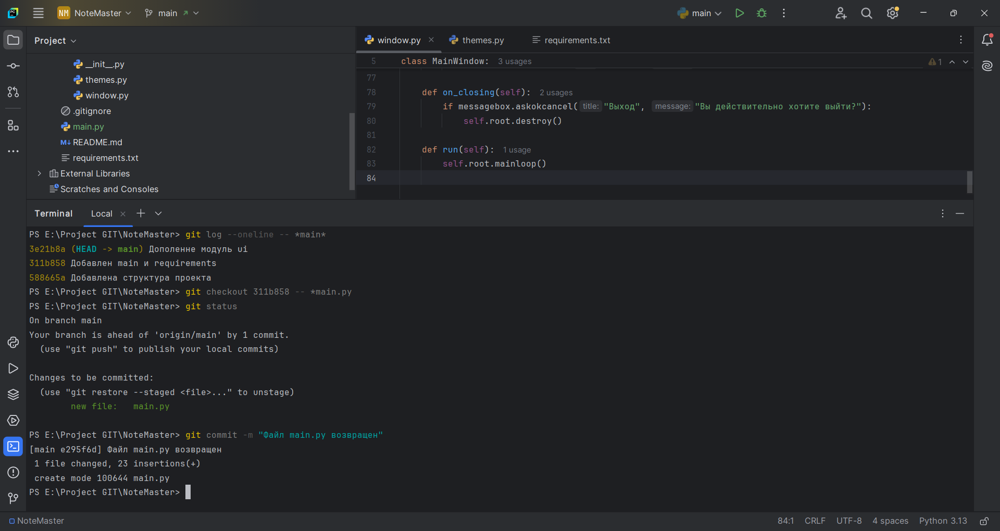 NM NoteMaster main main
Project
window.py themes.py requirements.txt
5 class MainWindow: 3 usages 1
__init__.py
themes.py
window.py
.gitignore
main.py
README.md
requirements.txt
External Libraries
Scratches and Consoles
77
78 def on_closing(self): 2 usages
79 if messagebox.askokcancel( title: "Выход", message: "Вы действительно хотите выйти?"):
80 self.root.destroy()
81
82 def run(self): 1 usage
83 self.root.mainloop()
84
Terminal Local
PS E:\Project GIT\NoteMaster> git log --oneline -- *main*
3e21b8a (HEAD -> main) Дополенне модуль ui
311b858 Добавлен main и requirements
588665a Добавлена структура проекта
PS E:\Project GIT\NoteMaster> git checkout 311b858 -- *main.py
PS E:\Project GIT\NoteMaster> git status
On branch main
Your branch is ahead of 'origin/main' by 1 commit.
(use "git push" to publish your local commits)
Changes to be committed:
(use "git restore --staged <file>..." to unstage)
new file: main.py
PS E:\Project GIT\NoteMaster> git commit -m "Файл main.py возвращен"
[main e295f6d] Файл main.py возвращен
1 file changed, 23 insertions(+)
create mode 100644 main.py
PS E:\Project GIT\NoteMaster>
NoteMaster 84:1 CRLF UTF-8 4 spaces Python 3.13